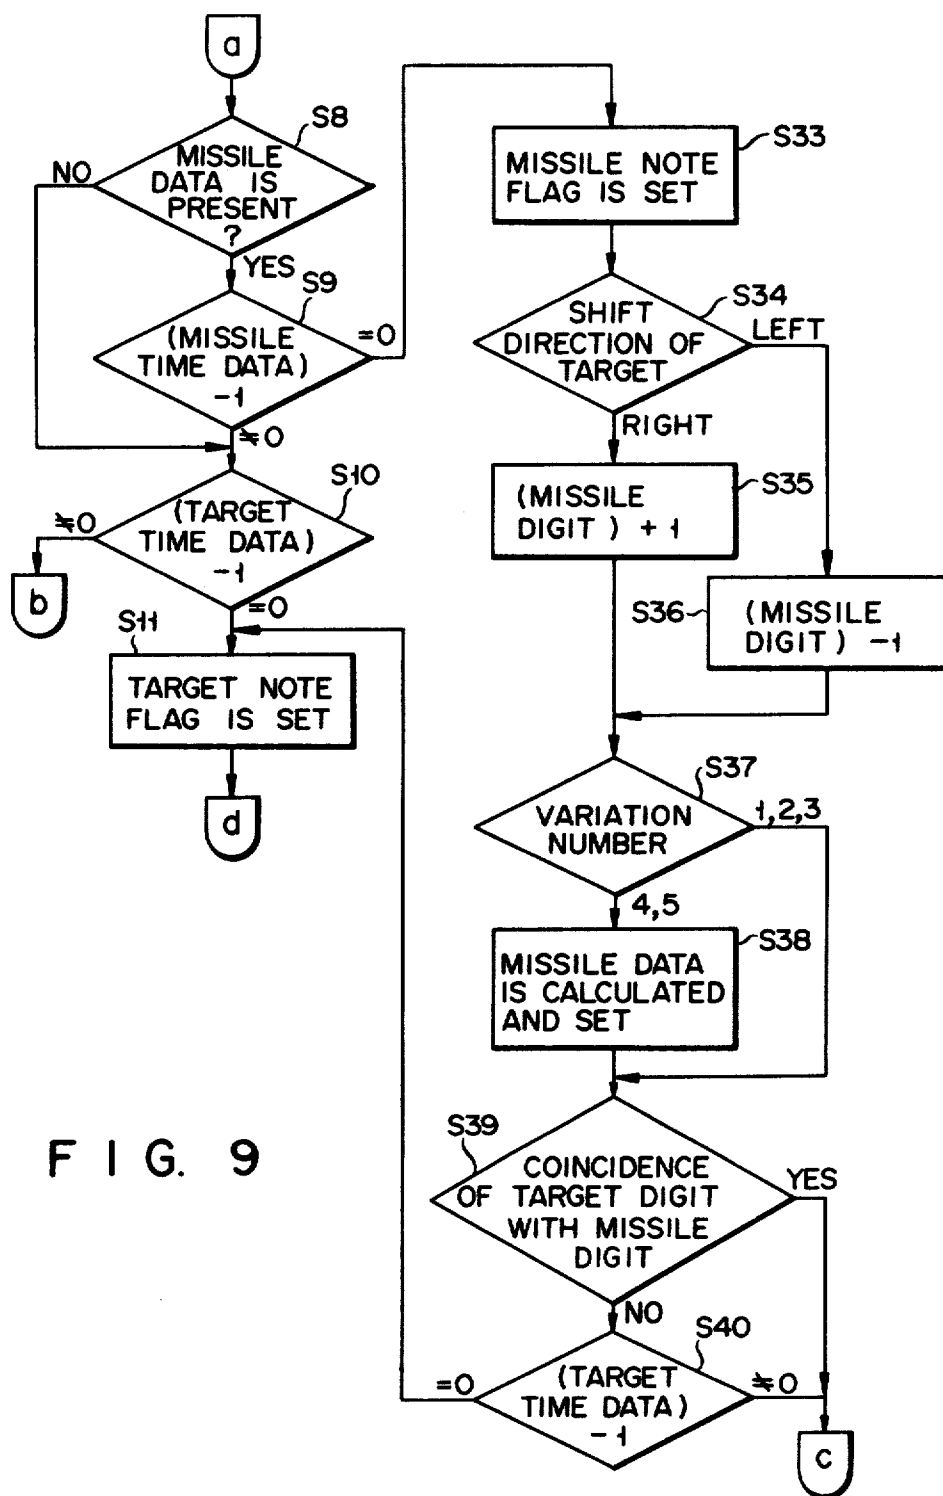 a
S8
MISSILE
DATA IS
PRESENT
?
NO
YES
S9
(MISSILE
TIME DATA)
-1
=0
≠0
S10
(TARGET
TIME DATA)
-1
≠0
b
=0
S11
TARGET NOTE
FLAG IS SET
d
S33
MISSILE NOTE
FLAG IS SET
S34
SHIFT
DIRECTION OF
TARGET
LEFT
RIGHT
S35
(MISSILE
DIGIT) + 1
S36
(MISSILE
DIGIT) -1
S37
VARIATION
NUMBER
1,2,3
4,5
S38
MISSILE DATA
IS CALCULATED
AND SET
S39
COINCIDENCE
OF TARGET DIGIT
WITH MISSILE
DIGIT
YES
NO
S40
(TARGET
TIME DATA)
-1
=0
≠0
c
FIG. 9